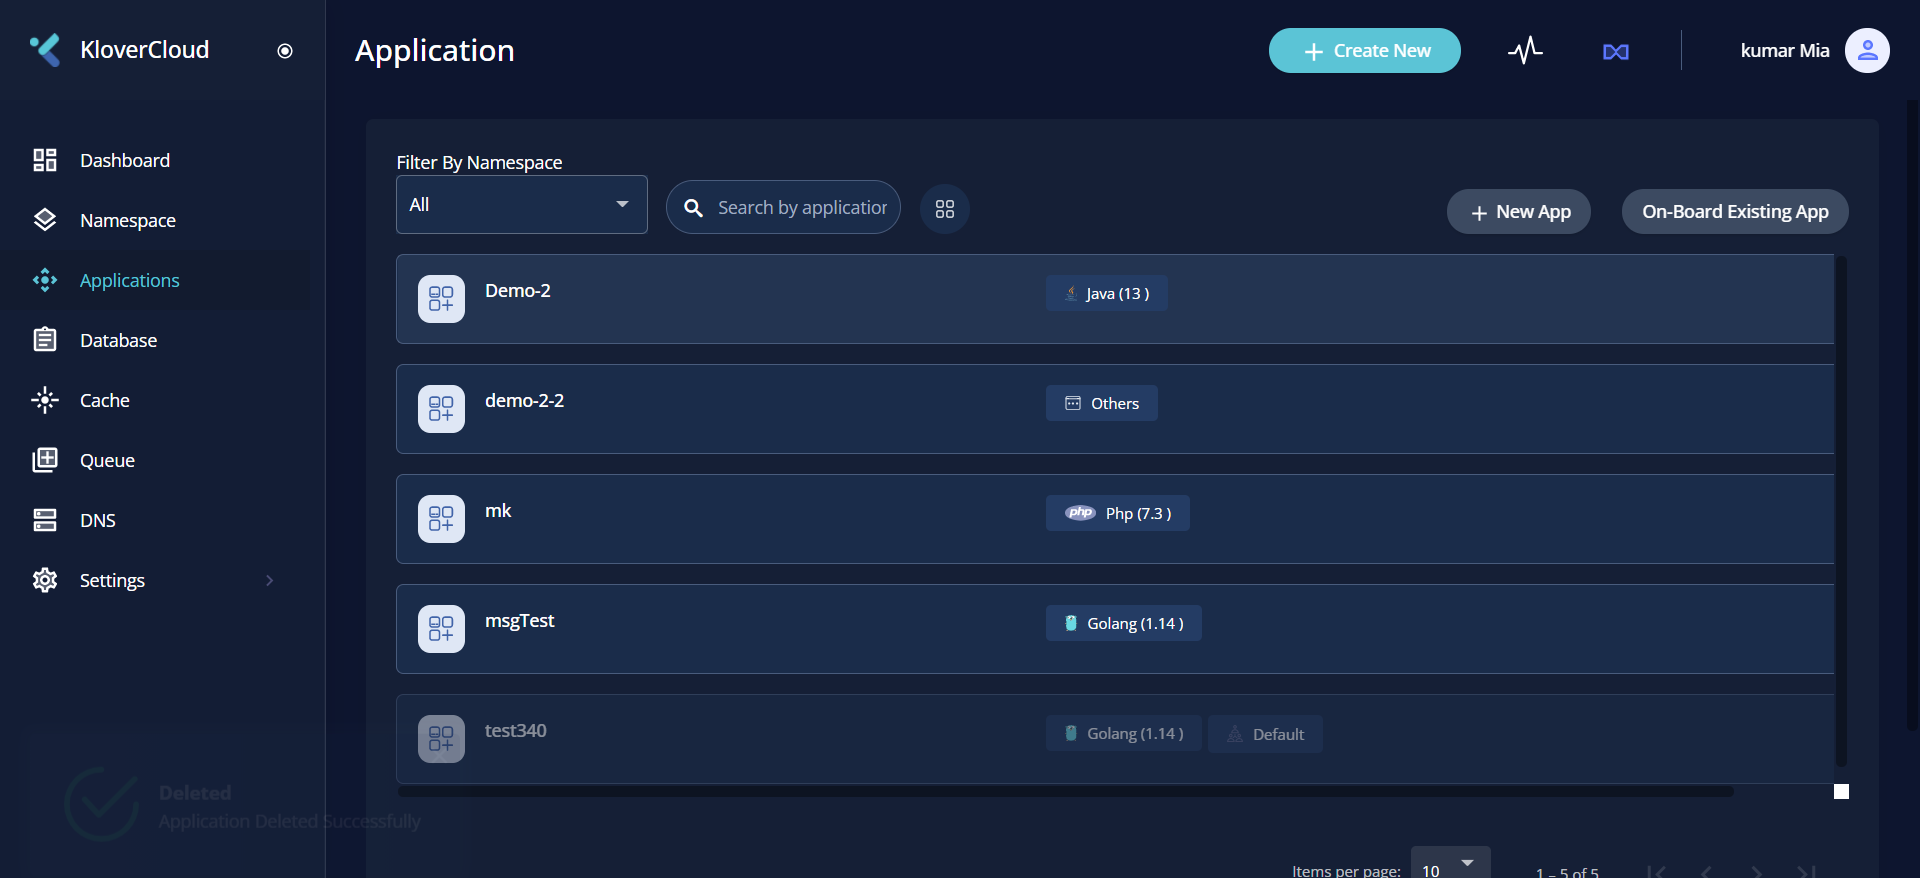 KloverCloud
Application
Create New
kumar Mia
Dashboard
Namespace
Applications
Database
Cache
Queue
DNS
Settings
Filter By Namespace
All
Search by application
New App
On-Board Existing App
Demo-2
Java (13 )
demo-2-2
Others
mk
php
Php (7.3 )
msgTest
Golang (1.14 )
test340
Golang (1.14 )
Default
Deleted
Application Deleted Successfully
Items per page:
10
1 – 5 of 5